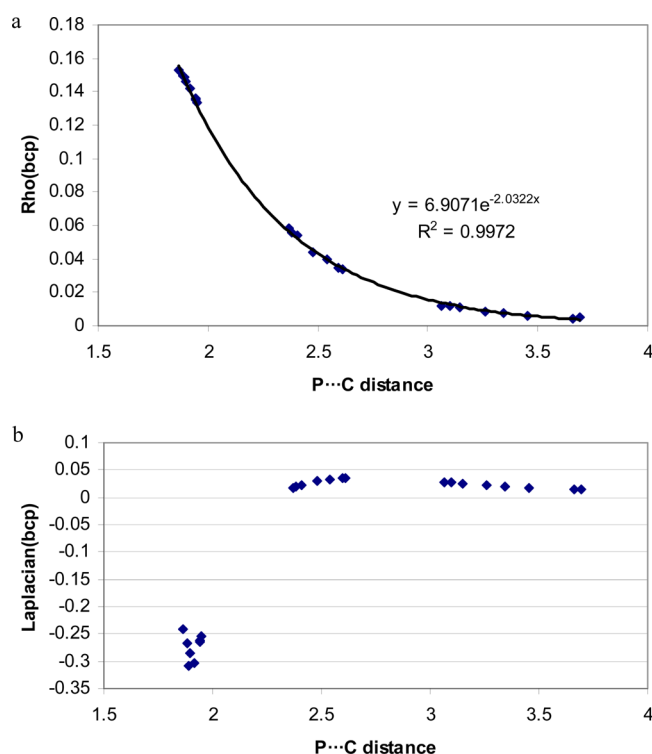 a
0.18
0.16
0.14
0.12
0.1
0.08
0.06
0.04
0.02
0
Rho(bcp)
y = 6.9071e^-2.0322x
R² = 0.9972
1.5 2 2.5 3 3.5 4
P···C distance
b
0.1
0.05
0
-0.05
-0.1
-0.15
-0.2
-0.25
-0.3
-0.35
Laplacian(bcp)
1.5 2 2.5 3 3.5 4
P···C distance